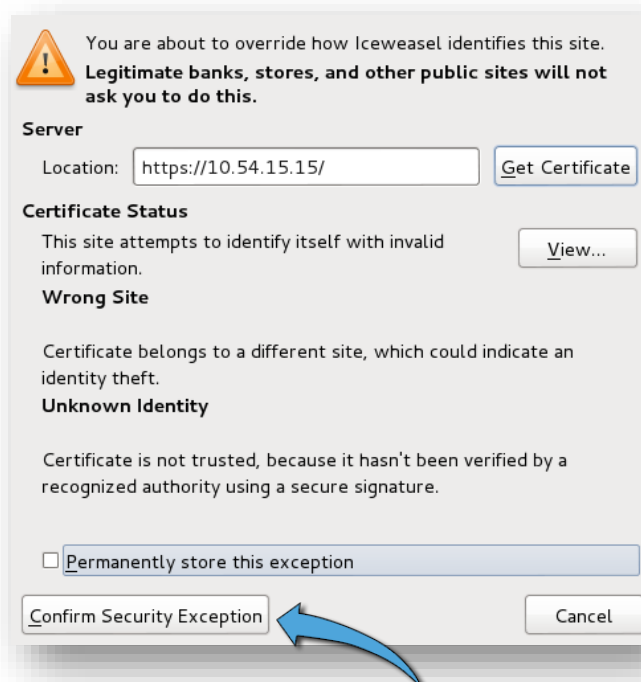 You are about to override how Iceweasel identifies this site.
Legitimate banks, stores, and other public sites will not
ask you to do this.
Server
Location: https://10.54.15.15/ Get Certificate
Certificate Status
This site attempts to identify itself with invalid
information.
View...
Wrong Site
Certificate belongs to a different site, which could indicate an
identity theft.
Unknown Identity
Certificate is not trusted, because it hasn't been verified by a
recognized authority using a secure signature.
Permanently store this exception
Confirm Security Exception Cancel